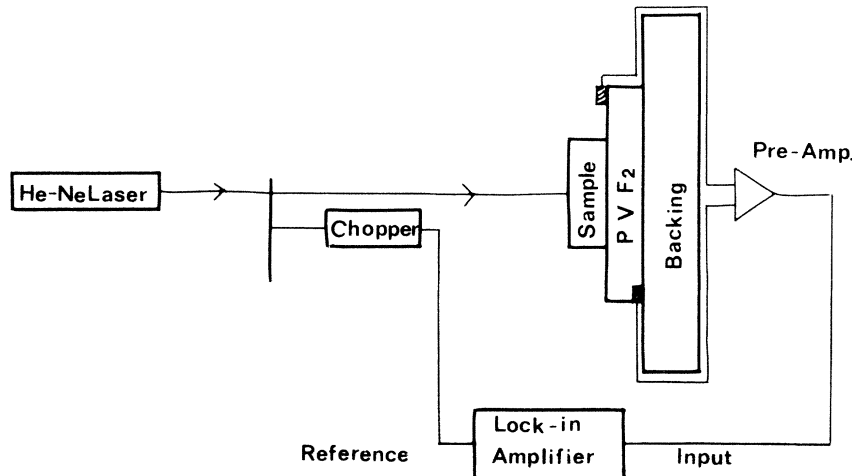 He-NeLaser
Chopper
Sample
P V F2
Backing
Pre-Amp.
Reference
Lock-in
Amplifier
Input